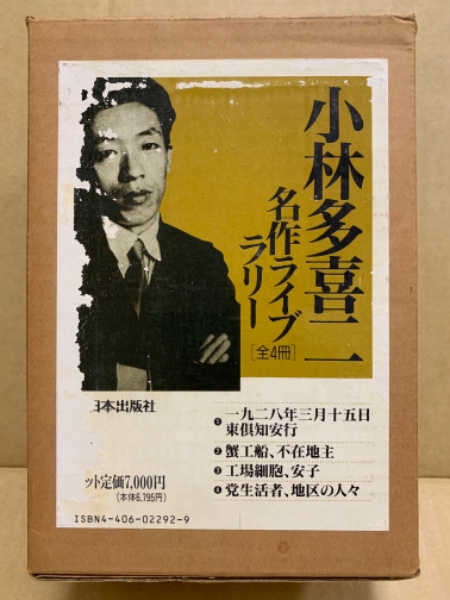 小林多喜二
名作ライブ
ラリー
[全4冊]
❶ 一九二八年三月十五日
東倶知安行
❷ 蟹工船、不在地主
❸ 工場細胞、安子
❹ 党生活者、地区の人々
日本出版社
ット定価7,000円
(本体6,795円)
ISBN4-406-02292-9